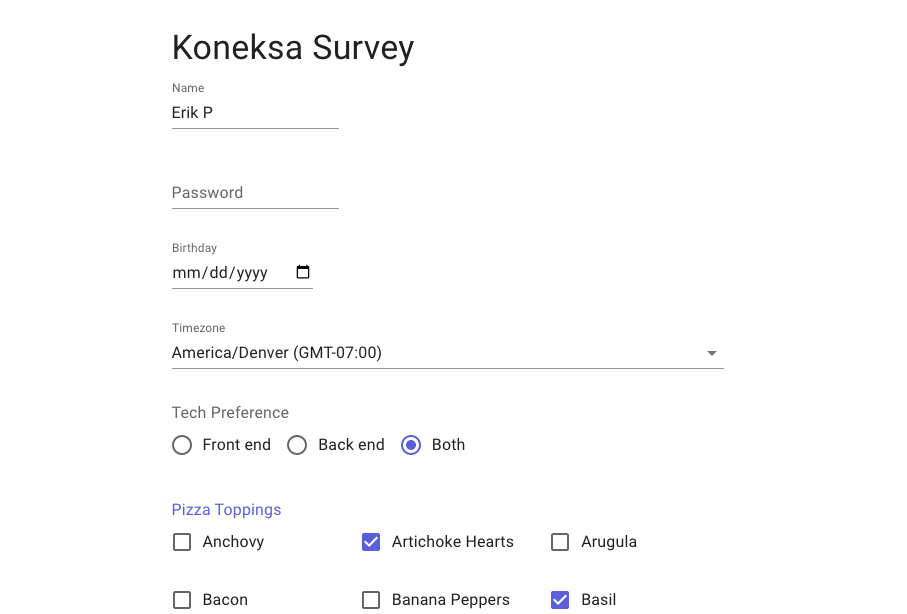 Koneksa Survey
Name
Erik P
Password
Birthday
mm/dd/yyyy
Timezone
America/Denver (GMT-07:00)
Tech Preference
Front end Back end Both
Pizza Toppings
Anchovy Artichoke Hearts Arugula
Bacon Banana Peppers Basil